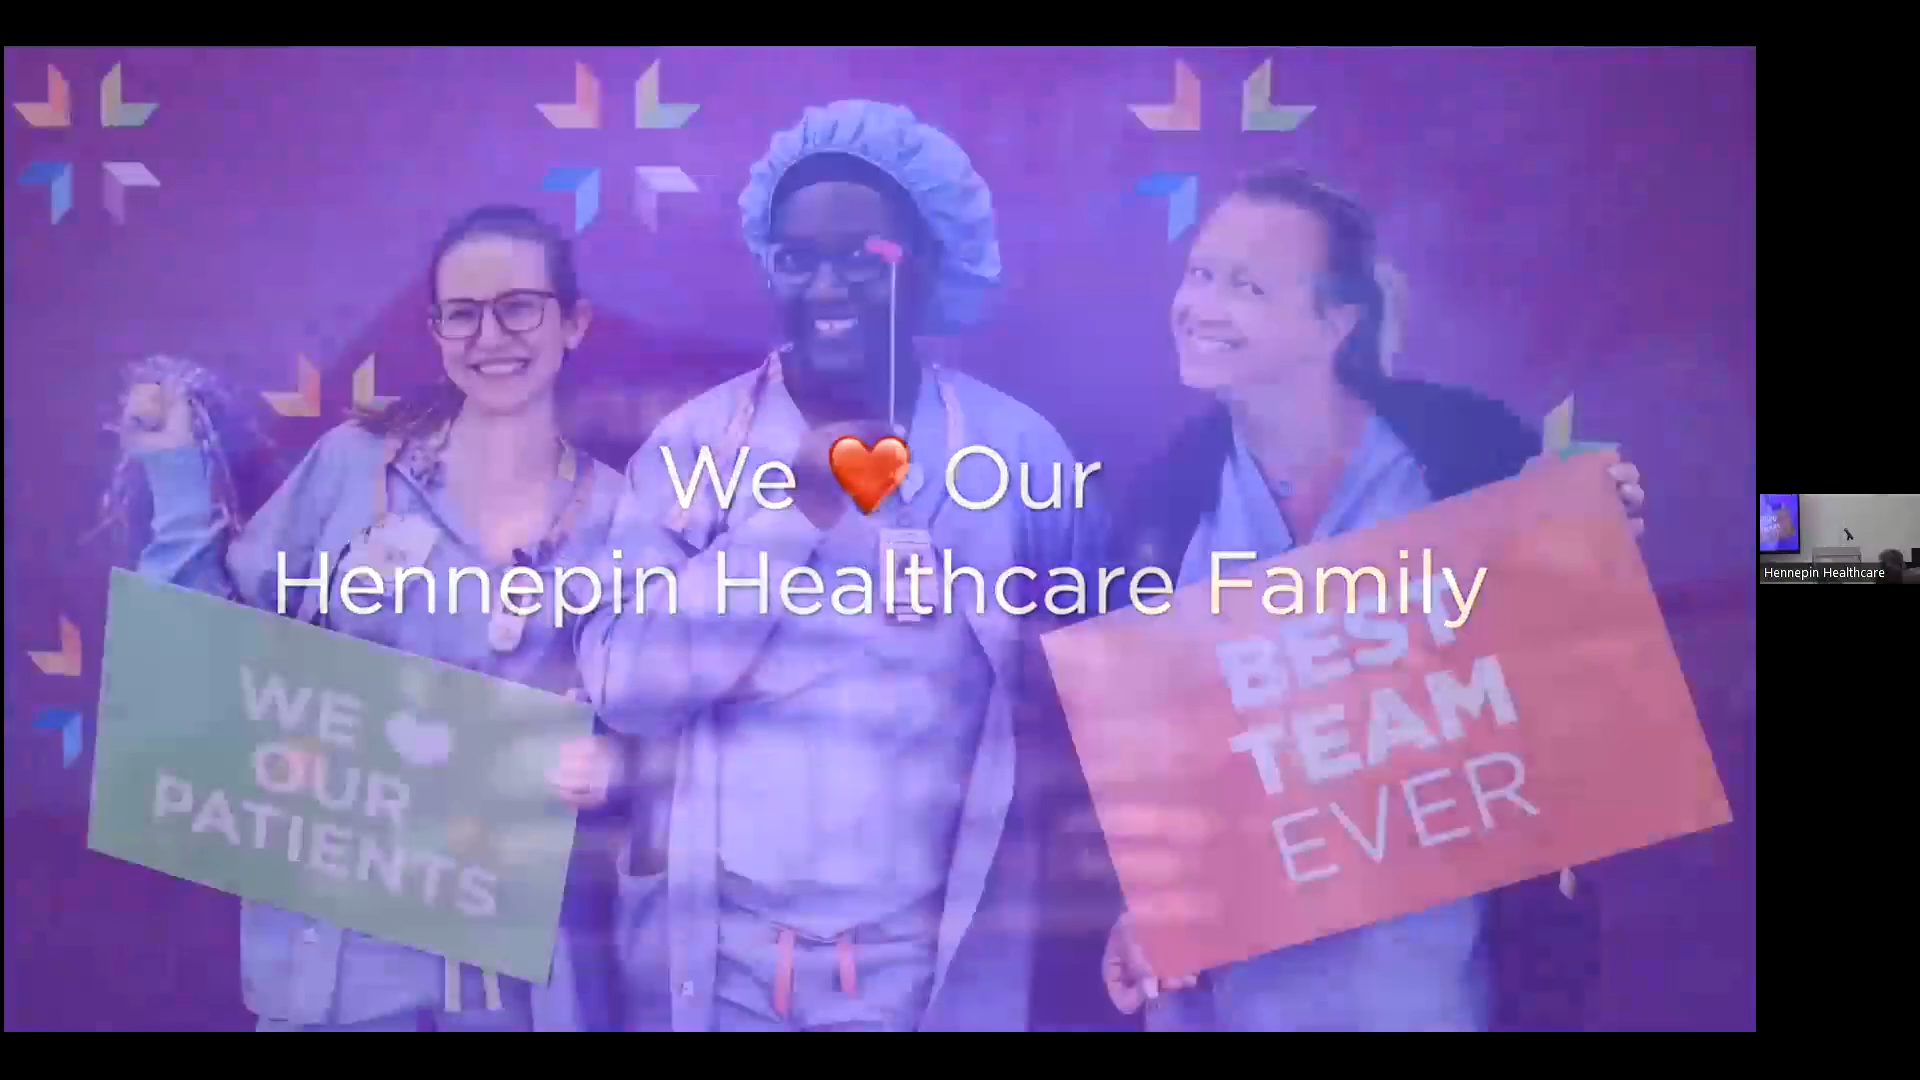 We ❤️ Our
Hennepin Healthcare Family
WE
OUR
PATIENTS
BEST
TEAM
EVER
Hennepin Healthcare